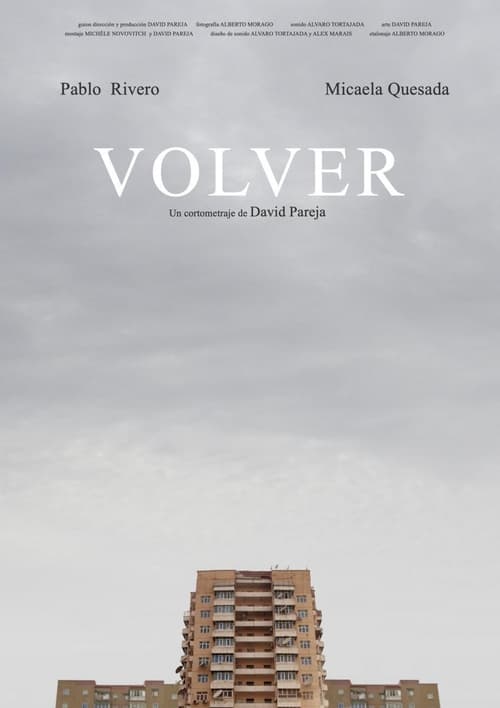 guion dirección y producción DAVID PAREJA fotografía ALBERTO MORAGO sonido ALVARO TORTAJADA arte DAVID PAREJA
montaje MICHÈLE NOVOVITCH y DAVID PAREJA diseño de sonido ALVARO TORTAJADA y ALEX MARAIS etalonaje ALBERTO MORAGO
Pablo Rivero Micaela Quesada
VOLVER
Un cortometraje de David Pareja